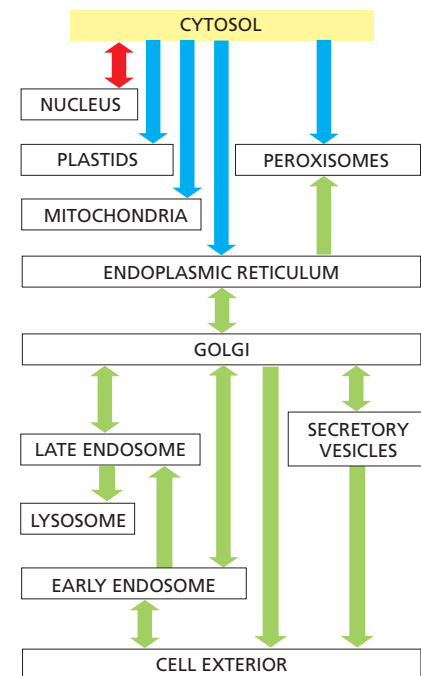 CYTOSOL
NUCLEUS
PLASTIDS
PEROXISOMES
MITOCHONDRIA
ENDOPLASMIC RETICULUM
GOLGI
LATE ENDOSOME
SECRETORY
VESICLES
LYSOSOME
EARLY ENDOSOME
CELL EXTERIOR